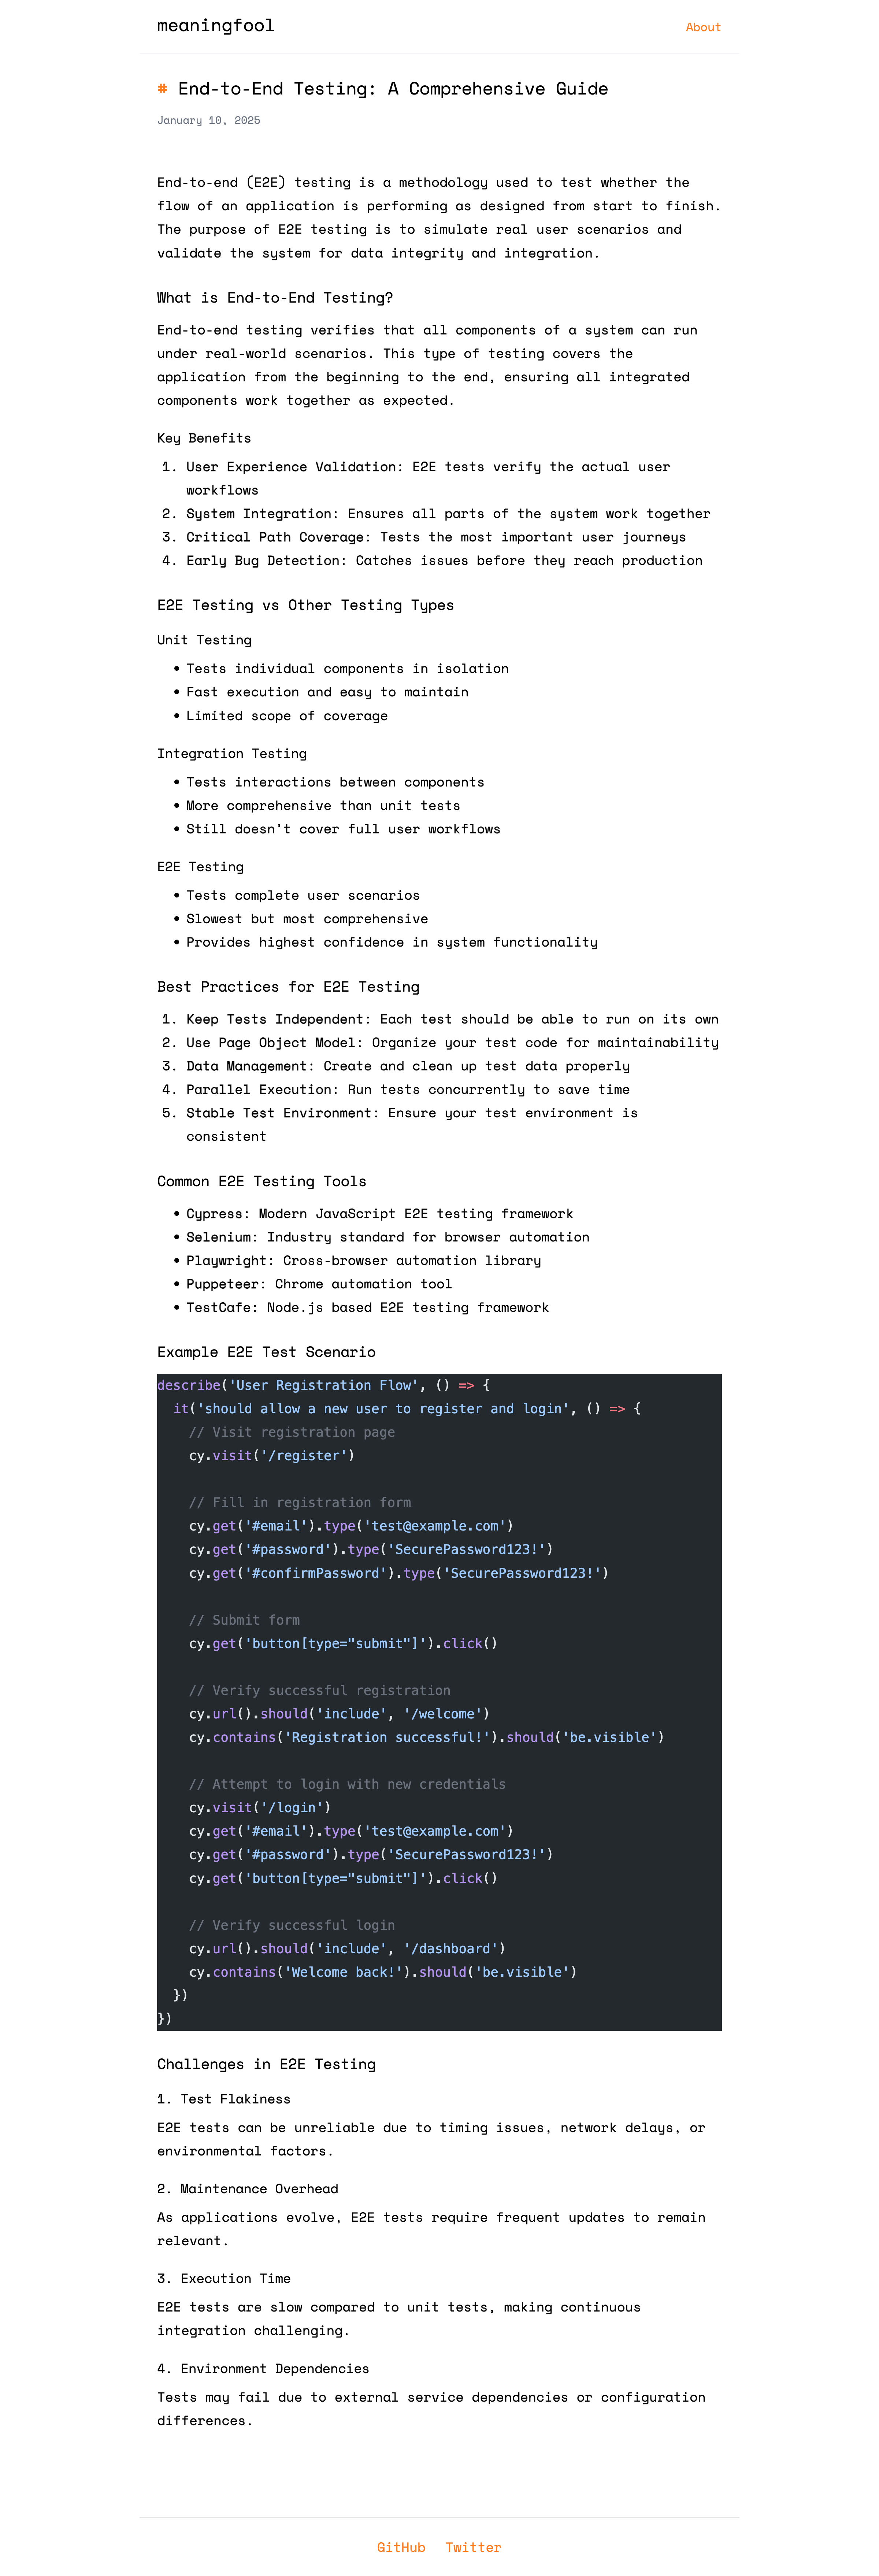 meaningfool
About
# End-to-End Testing: A Comprehensive Guide
January 10, 2025
End-to-end (E2E) testing is a methodology used to test whether the
flow of an application is performing as designed from start to finish.
The purpose of E2E testing is to simulate real user scenarios and
validate the system for data integrity and integration.
What is End-to-End Testing?
End-to-end testing verifies that all components of a system can run
under real-world scenarios. This type of testing covers the
application from the beginning to the end, ensuring all integrated
components work together as expected.
Key Benefits
1. User Experience Validation: E2E tests verify the actual user
workflows
2. System Integration: Ensures all parts of the system work together
3. Critical Path Coverage: Tests the most important user journeys
4. Early Bug Detection: Catches issues before they reach production
E2E Testing vs Other Testing Types
Unit Testing
• Tests individual components in isolation
• Fast execution and easy to maintain
• Limited scope of coverage
Integration Testing
• Tests interactions between components
• More comprehensive than unit tests
• Still doesn’t cover full user workflows
E2E Testing
• Tests complete user scenarios
• Slowest but most comprehensive
• Provides highest confidence in system functionality
Best Practices for E2E Testing
1. Keep Tests Independent: Each test should be able to run on its own
2. Use Page Object Model: Organize your test code for maintainability
3. Data Management: Create and clean up test data properly
4. Parallel Execution: Run tests concurrently to save time
5. Stable Test Environment: Ensure your test environment is
consistent
Common E2E Testing Tools
• Cypress: Modern JavaScript E2E testing framework
• Selenium: Industry standard for browser automation
• Playwright: Cross-browser automation library
• Puppeteer: Chrome automation tool
• TestCafe: Node.js based E2E testing framework
Example E2E Test Scenario
describe('User Registration Flow', () => {
  it('should allow a new user to register and login', () => {
    // Visit registration page
    cy.visit('/register')
    // Fill in registration form
    cy.get('#email').type('test@example.com')
    cy.get('#password').type('SecurePassword123!')
    cy.get('#confirmPassword').type('SecurePassword123!')
    // Submit form
    cy.get('button[type="submit"]').click()
    // Verify successful registration
    cy.url().should('include', '/welcome')
    cy.contains('Registration successful!').should('be.visible')
    // Attempt to login with new credentials
    cy.visit('/login')
    cy.get('#email').type('test@example.com')
    cy.get('#password').type('SecurePassword123!')
    cy.get('button[type="submit"]').click()
    // Verify successful login
    cy.url().should('include', '/dashboard')
    cy.contains('Welcome back!').should('be.visible')
  })
})
Challenges in E2E Testing
1. Test Flakiness
E2E tests can be unreliable due to timing issues, network delays, or
environmental factors.
2. Maintenance Overhead
As applications evolve, E2E tests require frequent updates to remain
relevant.
3. Execution Time
E2E tests are slow compared to unit tests, making continuous
integration challenging.
4. Environment Dependencies
Tests may fail due to external service dependencies or configuration
differences.
GitHub Twitter